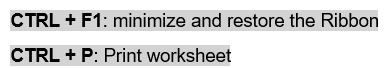 CTRL + F1: minimize and restore the Ribbon
CTRL + P: Print worksheet